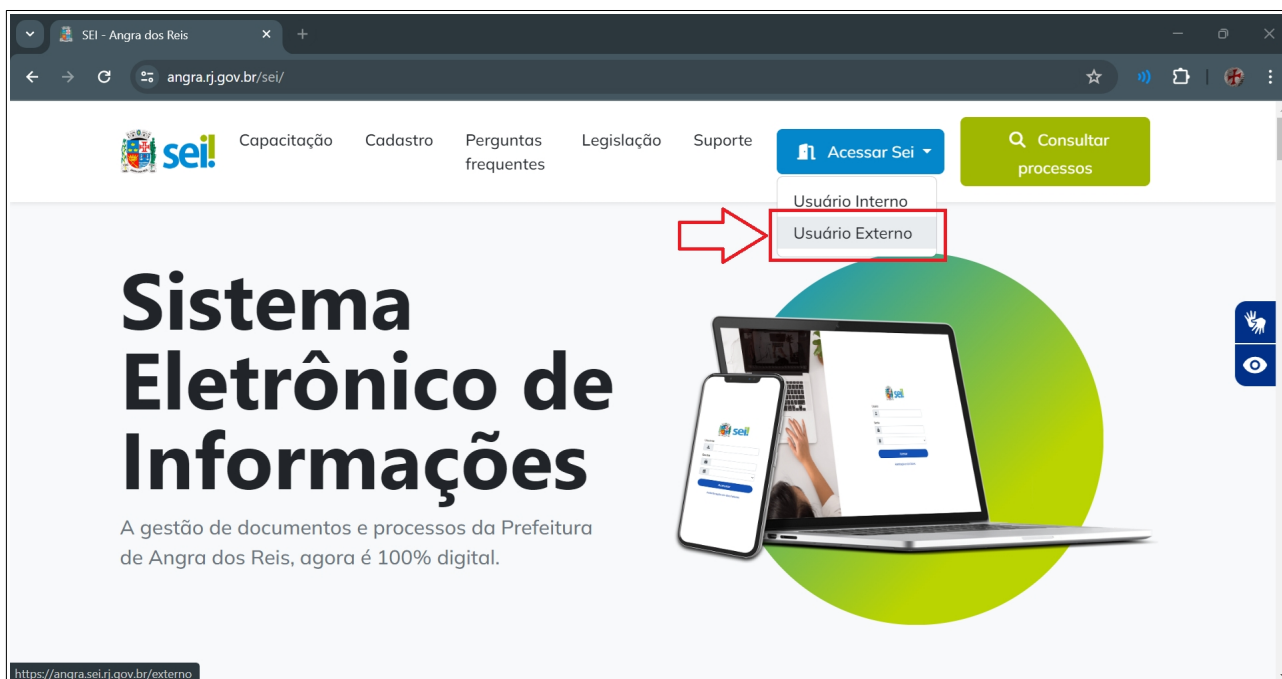 SEI - Angra dos Reis
angra.rj.gov.br/sei/
sei!
Capacitação
Cadastro
Perguntas
frequentes
Legislação
Suporte
Acessar Sei
Consultar
processos
Usuário Interno
Usuário Externo
Sistema
Eletrônico de
Informações
A gestão de documentos e processos da Prefeitura
de Angra dos Reis, agora é 100% digital.
sei!
sei!
https://angra.sei.rj.gov.br/externo